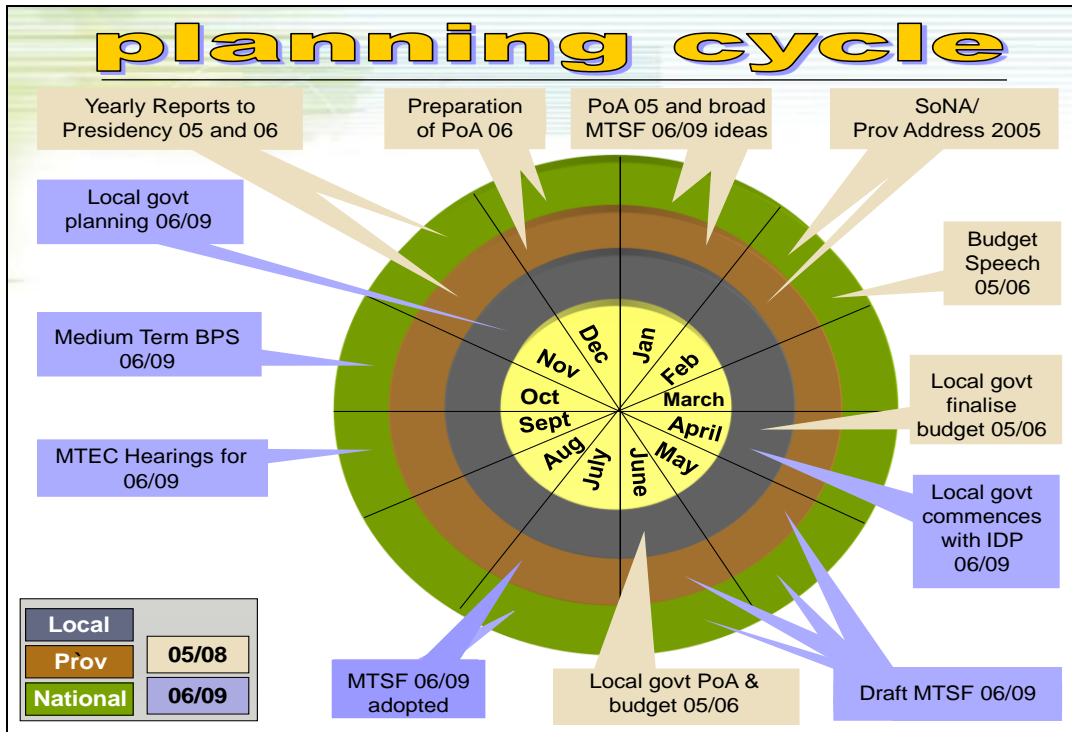 planning cycle
Yearly Reports to
Presidency 05 and 06
Preparation
of PoA 06
PoA 05 and broad
MTSF 06/09 ideas
SoNA/
Prov Address 2005
Local govt
planning 06/09
Budget
Speech
05/06
Medium Term BPS
06/09
Local govt
finalise
budget 05/06
MTEC Hearings for
06/09
Local govt
commences
with IDP
06/09
Jan
Feb
March
April
May
June
July
Aug
Sept
Oct
Nov
Dec
MTSF 06/09
adopted
Local govt PoA &
budget 05/06
Draft MTSF 06/09
Local
Prov
National
05/08
06/09